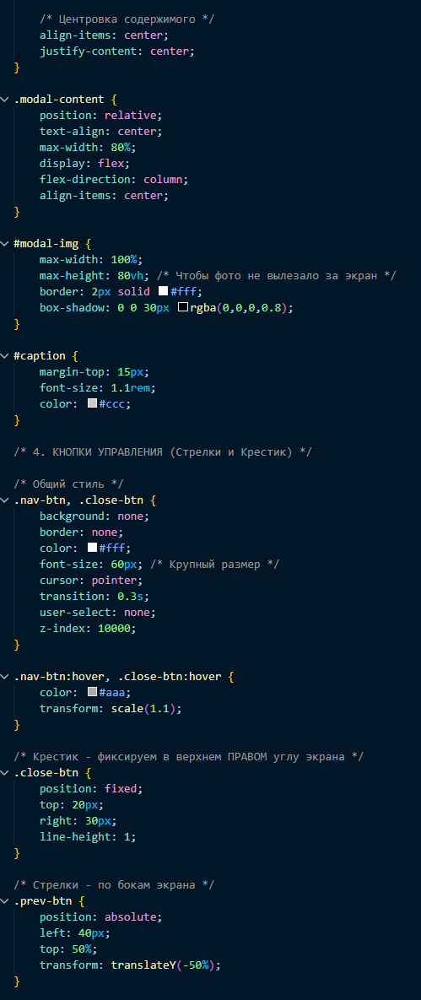 /* Центровка содержимого */
align-items: center;
justify-content: center;
}
.modal-content {
position: relative;
text-align: center;
max-width: 80%;
display: flex;
flex-direction: column;
align-items: center;
}
#modal-img {
max-width: 100%;
max-height: 80vh; /* Чтобы фото не вылезало за экран */
border: 2px solid #fff;
box-shadow: 0 0 30px rgba(0,0,0,0.8);
}
#caption {
margin-top: 15px;
font-size: 1.1rem;
color: #ccc;
}
/* 4. КНОПКИ УПРАВЛЕНИЯ (Стрелки и Крестик) */
/* Общий стиль */
.nav-btn, .close-btn {
background: none;
border: none;
color: #fff;
font-size: 60px; /* Крупный размер */
cursor: pointer;
transition: 0.3s;
user-select: none;
z-index: 10000;
}
.nav-btn:hover, .close-btn:hover {
color: #aaa;
transform: scale(1.1);
}
/* Крестик - фиксируем в верхнем ПРАВОМ углу экрана */
.close-btn {
position: fixed;
top: 20px;
right: 30px;
line-height: 1;
}
/* Стрелки - по бокам экрана */
.prev-btn {
position: absolute;
left: 40px;
top: 50%;
transform: translateY(-50%);
}